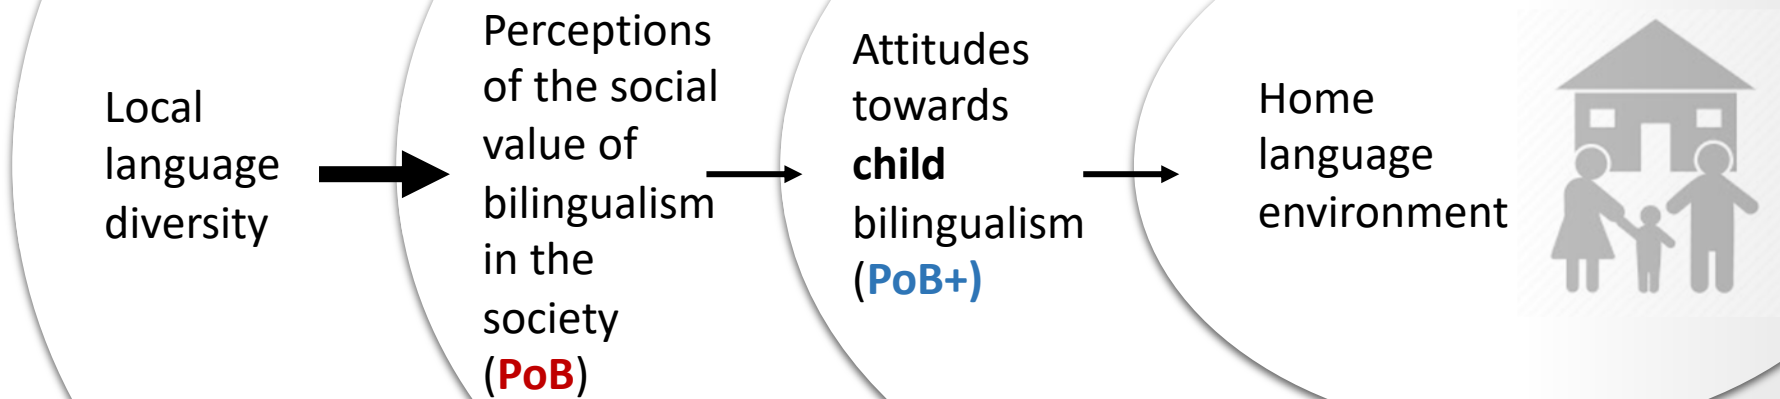 Local
language
diversity
Perceptions
of the social
value of
bilingualism
in the
society
(PoB)
Attitudes
towards
child
bilingualism
(PoB+)
Home
language
environment